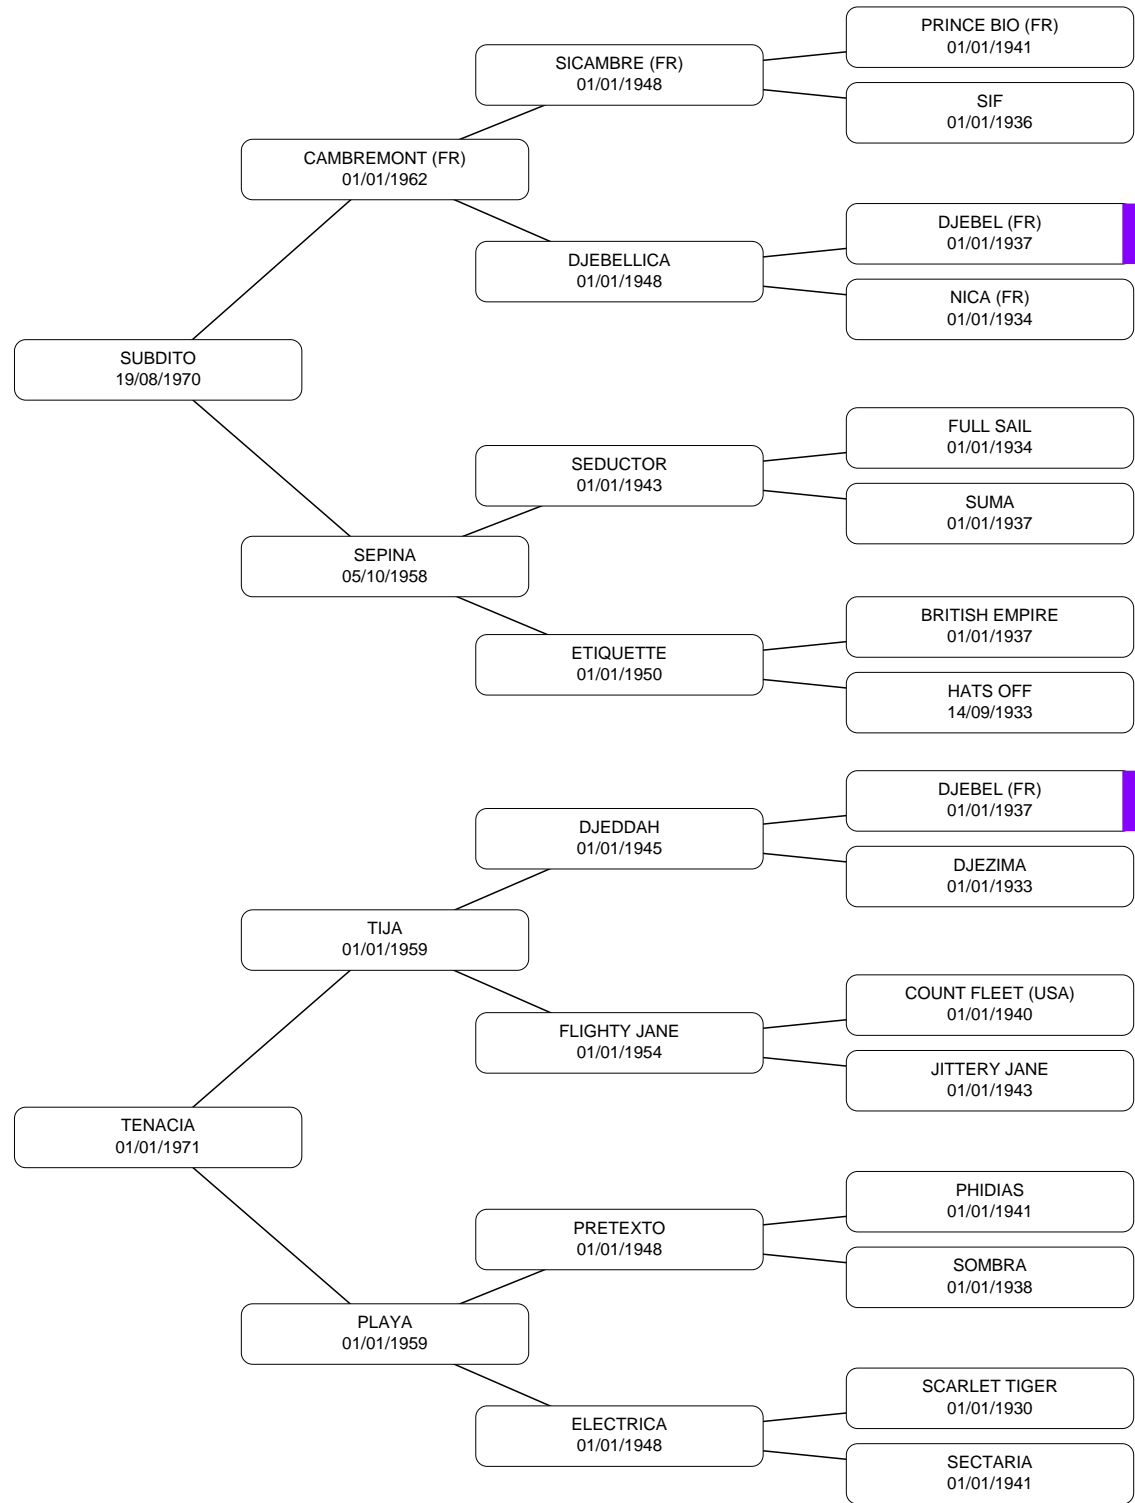 PRINCE BIO (FR)
01/01/1941
SICAMBRE (FR)
01/01/1948
SIF
01/01/1936
CAMBREMONT (FR)
01/01/1962
DJEBEL (FR)
01/01/1937
DJEBELLICA
01/01/1948
NICA (FR)
01/01/1934
SUBDITO
19/08/1970
FULL SAIL
01/01/1934
SEDUCTOR
01/01/1943
SUMA
01/01/1937
SEPINA
05/10/1958
BRITISH EMPIRE
01/01/1937
ETIQUETTE
01/01/1950
HATS OFF
14/09/1933
DJEBEL (FR)
01/01/1937
DJEDDAH
01/01/1945
DJEZIMA
01/01/1933
TIJA
01/01/1959
COUNT FLEET (USA)
01/01/1940
FLIGHTY JANE
01/01/1954
JITTERY JANE
01/01/1943
TENACIA
01/01/1971
PHIDIAS
01/01/1941
PRETEXTO
01/01/1948
SOMBRA
01/01/1938
PLAYA
01/01/1959
SCARLET TIGER
01/01/1930
ELECTRICA
01/01/1948
SECTARIA
01/01/1941